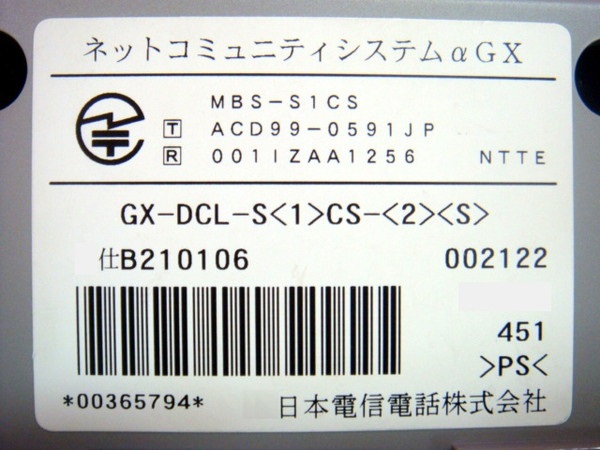 ネットコミュニティシステムαGX
MBS-S1CS
T ACD99-0591JP
R 001IZAA1256 NTTE
GX-DCL-S<1>CS-<2><S>
仕B210106 002122
451
>PS<
*00365794* 日本電信電話株式会社